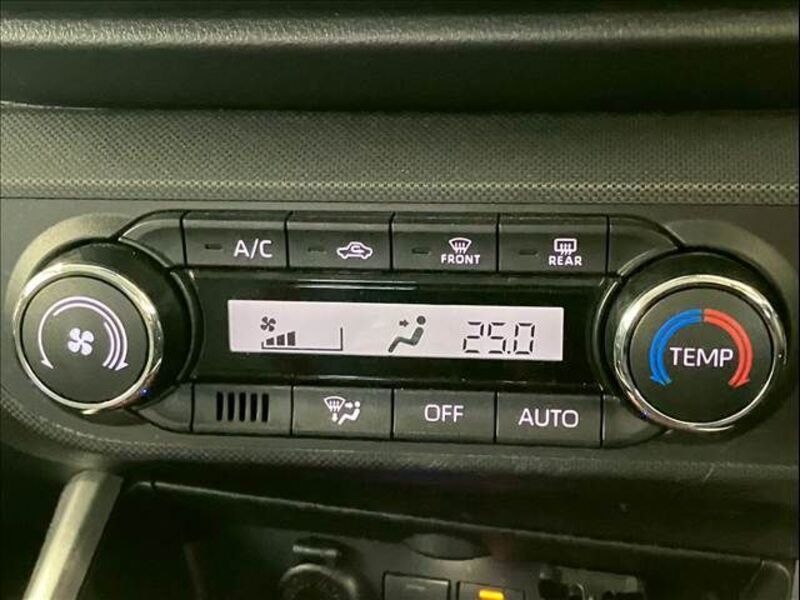 A/C
FRONT
REAR
25.0
TEMP
OFF
AUTO